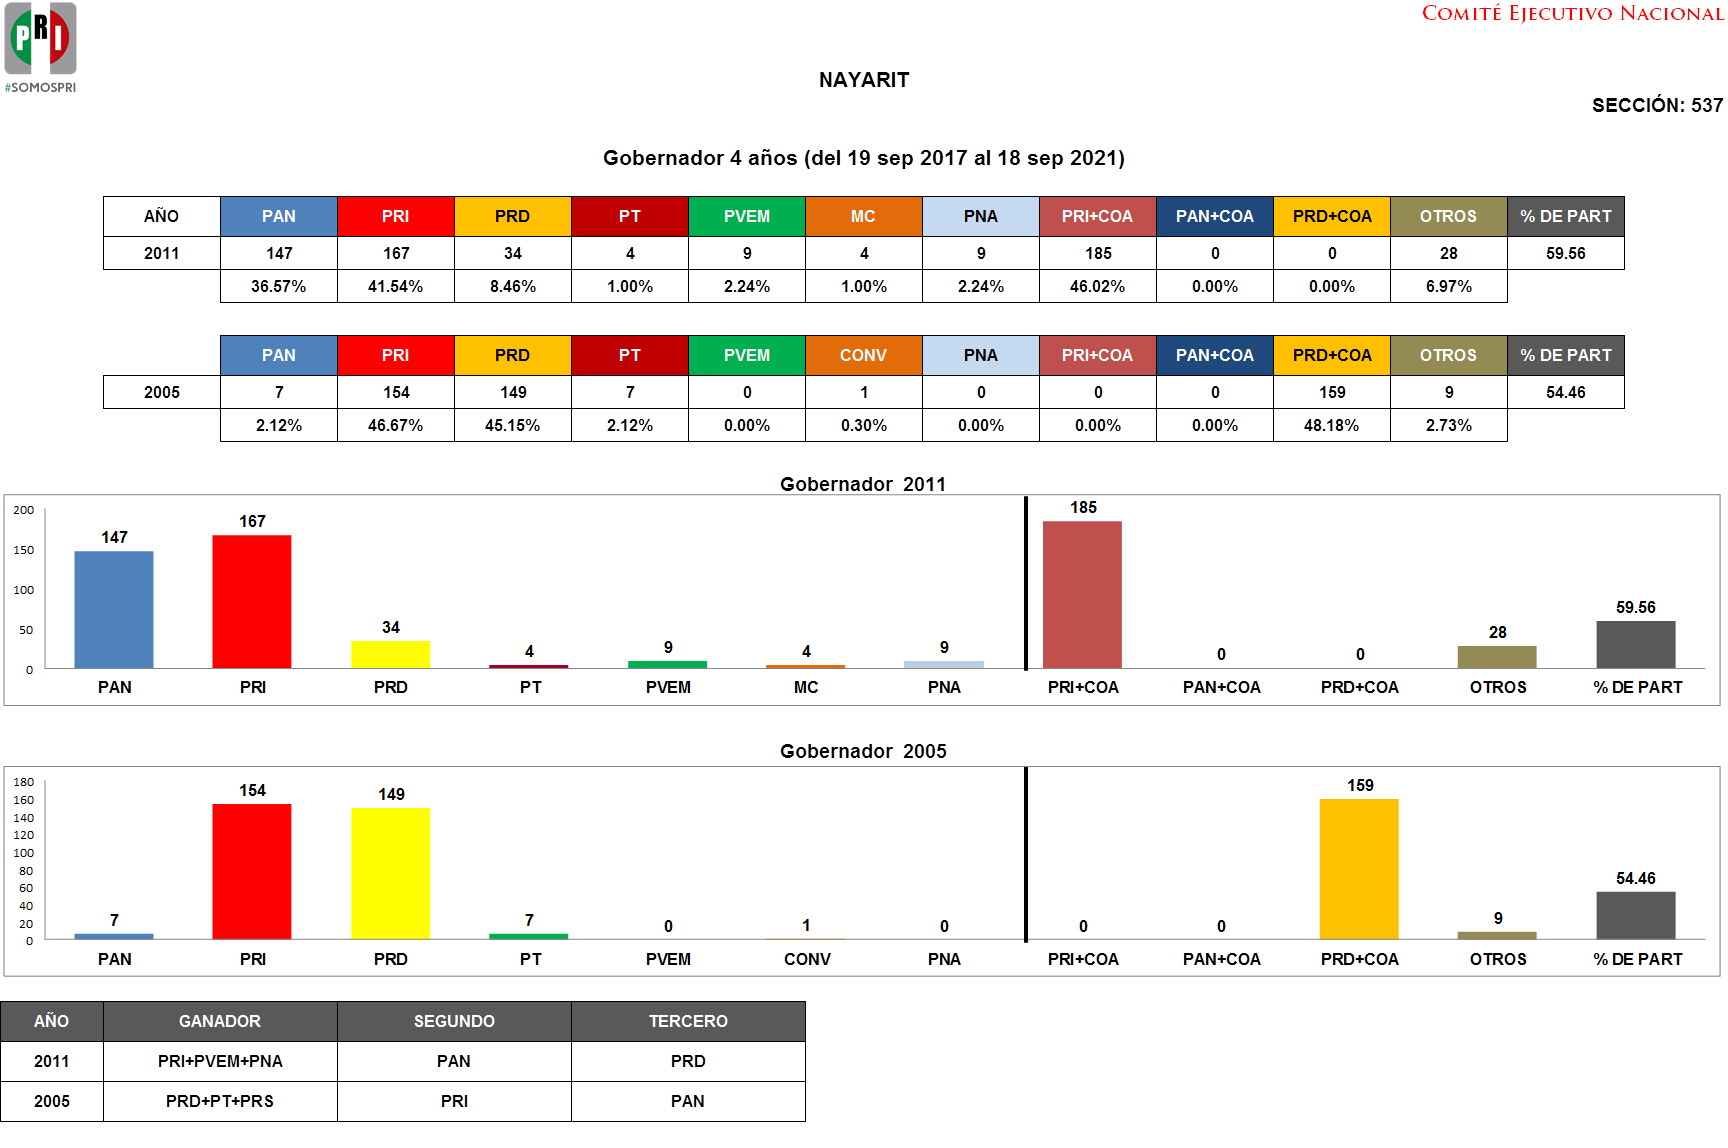 PRI
#SOMOSPRI
COMITÉ EJECUTIVO NACIONAL
NAYARIT
SECCIÓN: 537
Gobernador 4 años (del 19 sep 2017 al 18 sep 2021)
AÑO PAN PRI PRD PT PVEM MC PNA PRI+COA PAN+COA PRD+COA OTROS % DE PART
2011 147 167 34 4 9 4 9 185 0 0 28 59.56
36.57% 41.54% 8.46% 1.00% 2.24% 1.00% 2.24% 46.02% 0.00% 0.00% 6.97%
PAN PRI PRD PT PVEM CONV PNA PRI+COA PAN+COA PRD+COA OTROS % DE PART
2005 7 154 149 7 0 1 0 0 0 159 9 54.46
2.12% 46.67% 45.15% 2.12% 0.00% 0.30% 0.00% 0.00% 0.00% 48.18% 2.73%
Gobernador 2011
200
150
100
50
0
147 167 34 4 9 4 9 185 0 0 28 59.56
PAN PRI PRD PT PVEM MC PNA PRI+COA PAN+COA PRD+COA OTROS % DE PART
Gobernador 2005
180
160
140
120
100
80
60
40
20
0
7 154 149 7 0 1 0 0 0 159 9 54.46
PAN PRI PRD PT PVEM CONV PNA PRI+COA PAN+COA PRD+COA OTROS % DE PART
AÑO GANADOR SEGUNDO TERCERO
2011 PRI+PVEM+PNA PAN PRD
2005 PRD+PT+PRS PRI PAN